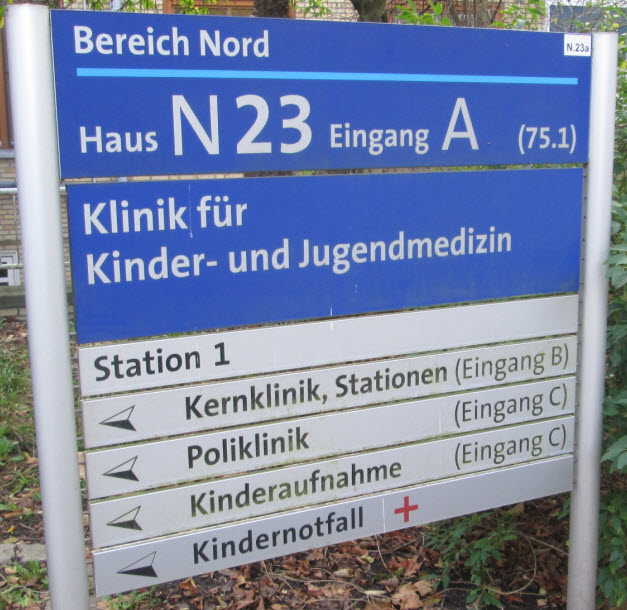 Bereich Nord
N.23a
Haus N23 Eingang A (75.1)
Klinik für
Kinder- und Jugendmedizin
Station 1
Kernklinik, Stationen (Eingang B)
Poliklinik (Eingang C)
Kinderaufnahme (Eingang C)
Kindernotfall